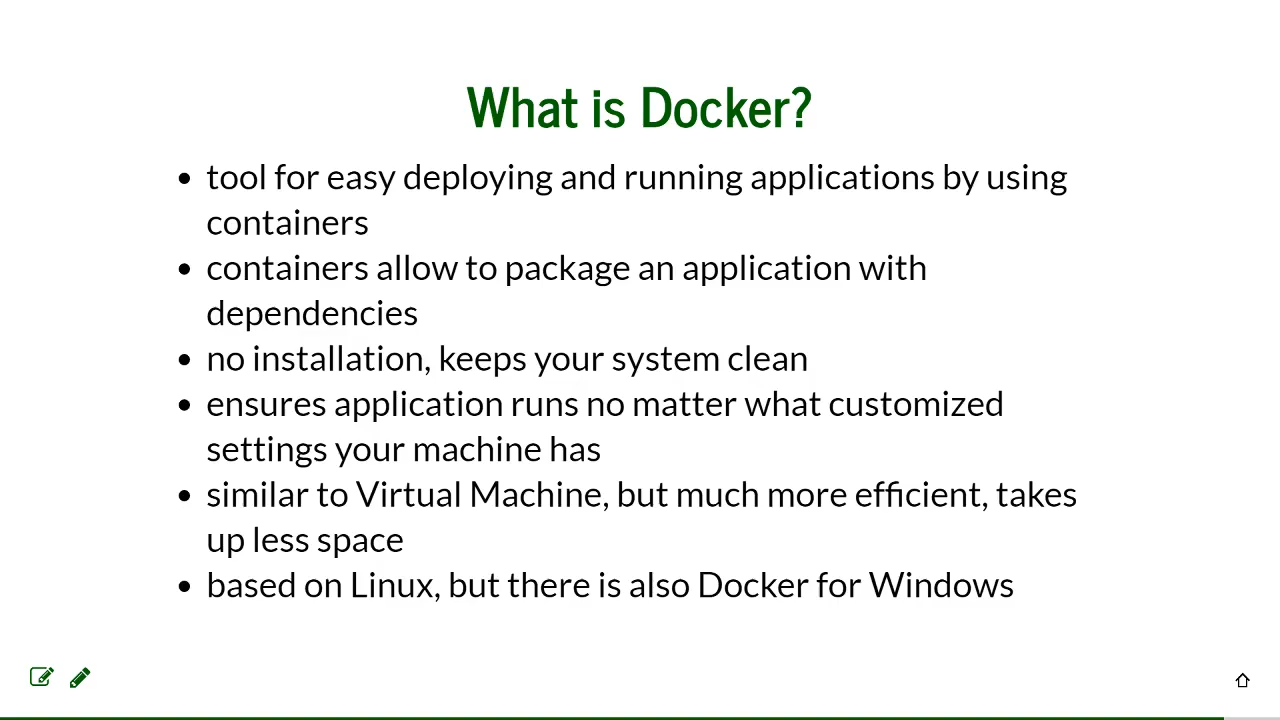 What is Docker?
tool for easy deploying and running applications by using
containers
containers allow to package an application with
dependencies
no installation, keeps your system clean
ensures application runs no matter what customized
settings your machine has
similar to Virtual Machine, but much more efficient, takes
up less space
based on Linux, but there is also Docker for Windows